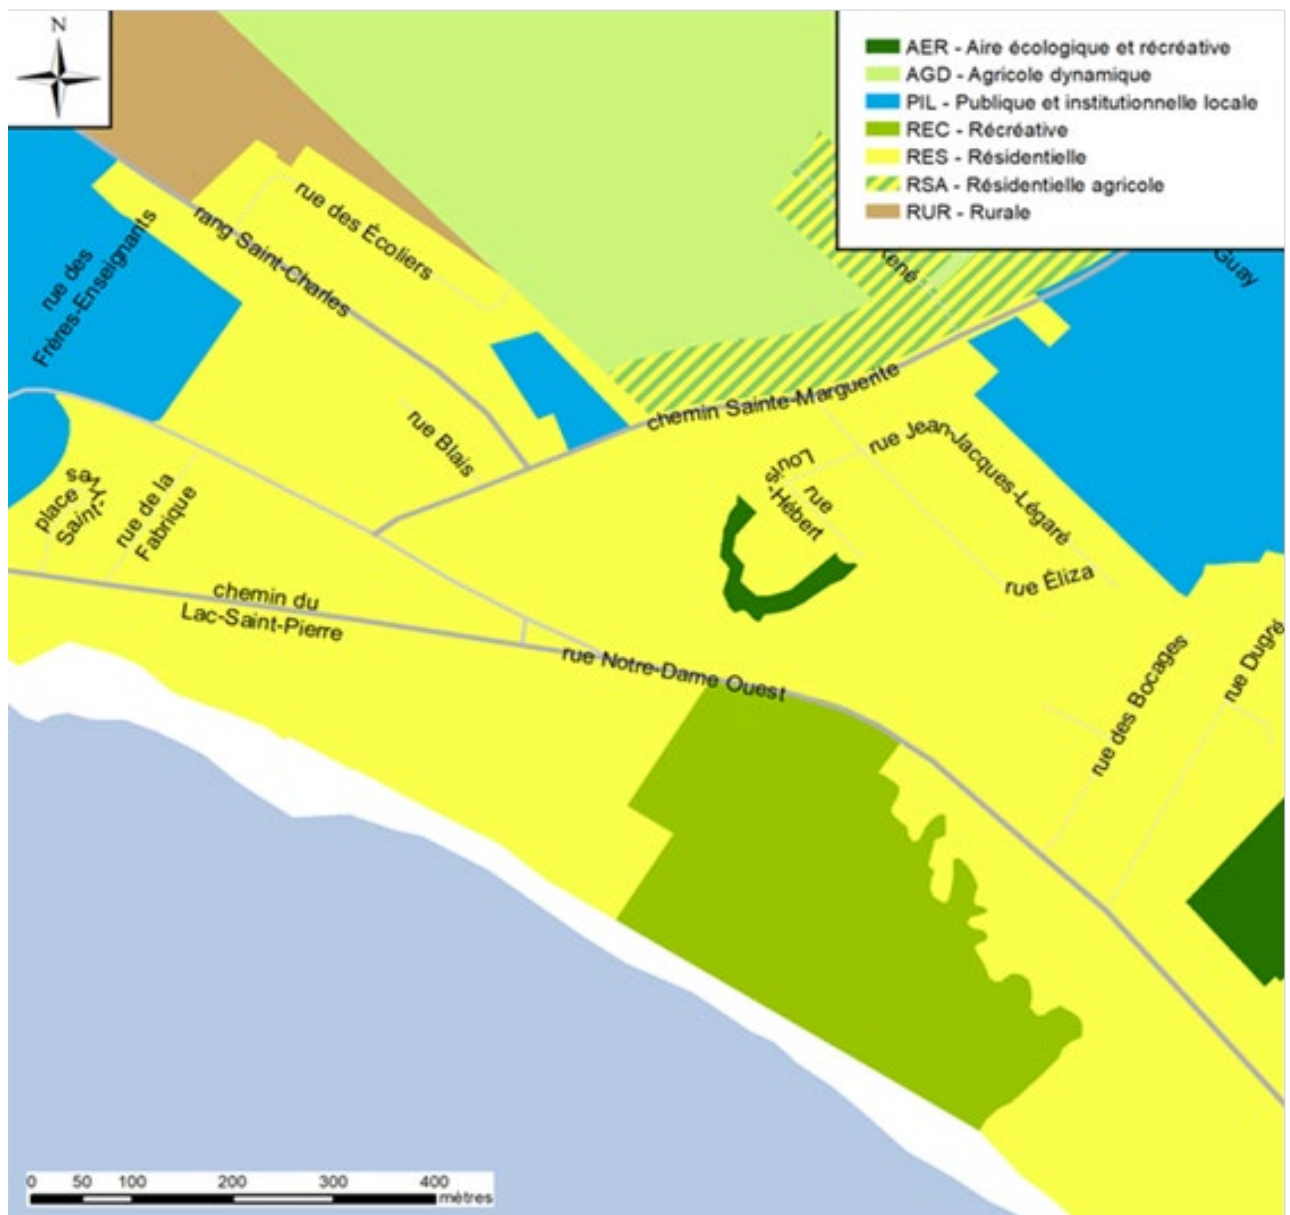 N
AER - Aire écologique et récréative
AGD - Agricole dynamique
PIL - Publique et institutionnelle locale
REC - Récréative
RES - Résidentielle
RSA - Résidentielle agricole
RUR - Rurale
rue des Écoliers
rang Saint-Charles
rue des
Frères-Enseignants
René
Guay
chemin Sainte-Marguerite
rue Blais
rue Jean-Jacques-Légaré
rue
Louis
-Hébert
place
Saint-
Yves
rue de la
Fabrique
rue Éliza
chemin du
Lac-Saint-Pierre
rue Notre-Dame Ouest
rue des Bocages
rue Dugré
0 50 100 200 300 400
mètres